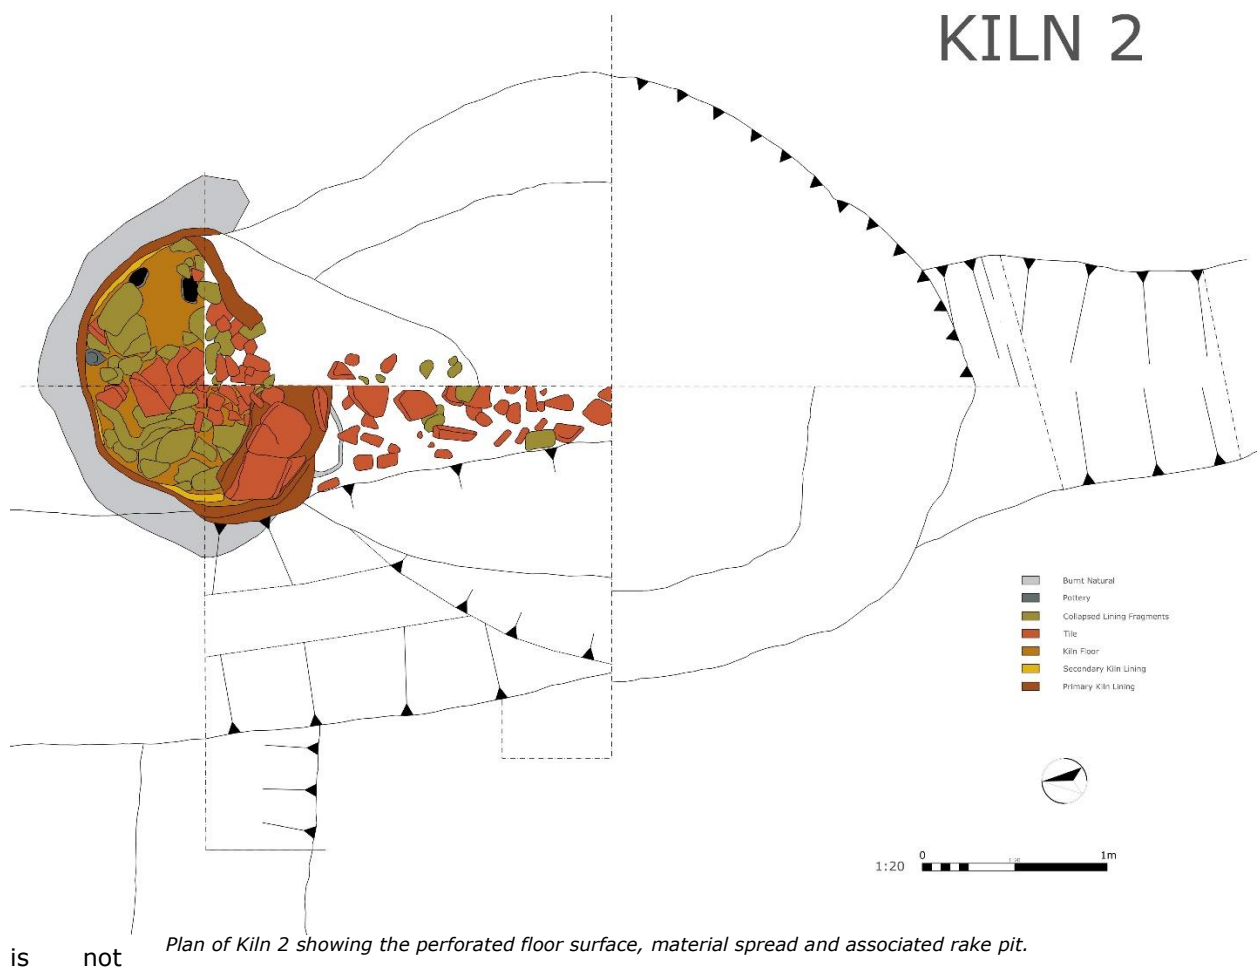 KILN 2
Burnt Natural
Pottery
Collapsed Lining Fragments
Tile
Kiln Floor
Secondary Kiln Lining
Primary Kiln Lining
0 1m
1:20
is not
Plan of Kiln 2 showing the perforated floor surface, material spread and associated rake pit.